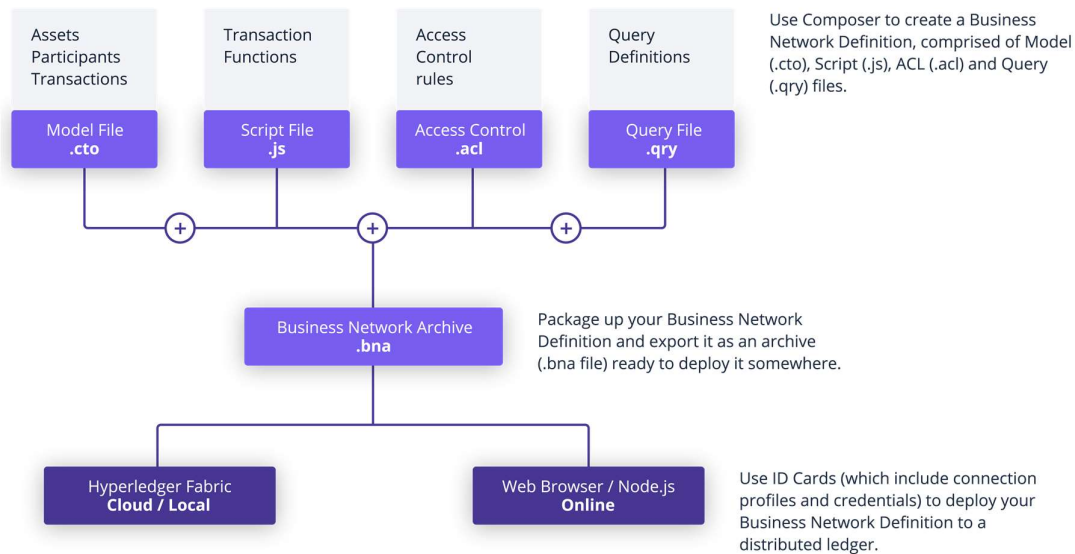 Assets
Participants
Transactions
Transaction
Functions
Access
Control
rules
Query
Definitions
Use Composer to create a Business
Network Definition, comprised of Model
(.cto), Script (.js), ACL (.acl) and Query
(.qry) files.
Model File
.cto
Script File
.js
Access Control
.acl
Query File
.qry
+
+
+
Business Network Archive
.bna
Package up your Business Network
Definition and export it as an archive
(.bna file) ready to deploy it somewhere.
Hyperledger Fabric
Cloud / Local
Web Browser / Node.js
Online
Use ID Cards (which include connection
profiles and credentials) to deploy your
Business Network Definition to a
distributed ledger.